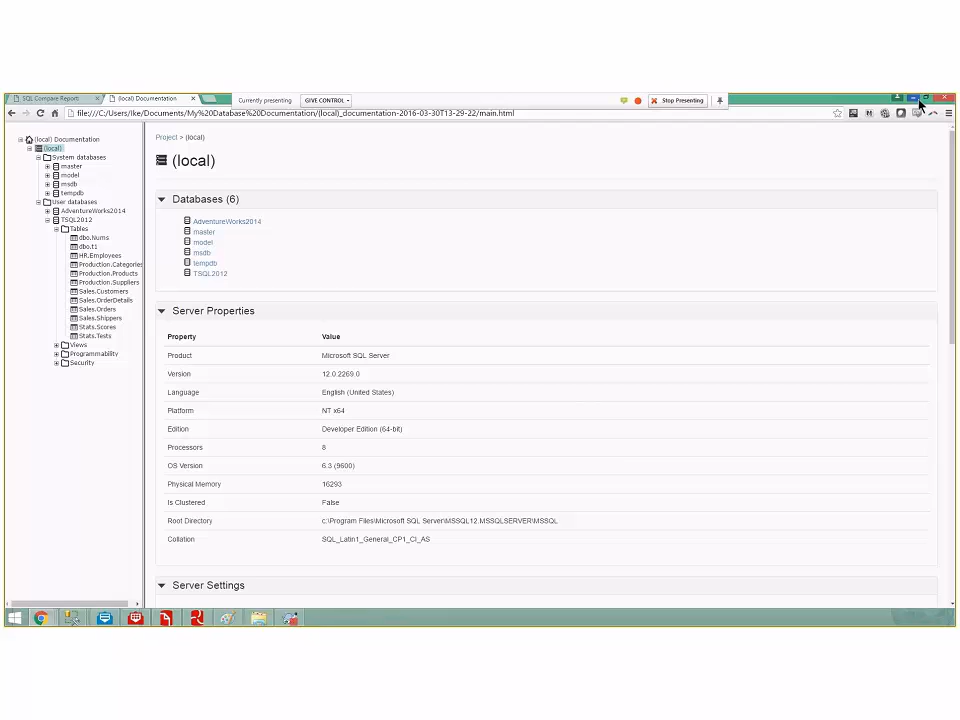 SQL Compare Report
(local) Documentation
Currently presenting
GIVE CONTROL
Stop Presenting
file:///C:/Users/Ike/Documents/My%20Database%20Documentation/(local)_documentation-2016-03-30T13-29-22/main.html
(local) Documentation
(local)
System databases
master
model
msdb
tempdb
User databases
AdventureWorks2014
TSQL2012
Tables
dbo.Nums
dbo.t1
HR.Employees
Production.Categories
Production.Products
Production.Suppliers
Sales.Customers
Sales.OrderDetails
Sales.Orders
Sales.Shippers
Stats.Scores
Stats.Tests
Views
Programmability
Security
Project > (local)
(local)
Databases (6)
AdventureWorks2014
master
model
msdb
tempdb
TSQL2012
Server Properties
Property Value
Product Microsoft SQL Server
Version 12.0.2269.0
Language English (United States)
Platform NT x64
Edition Developer Edition (64-bit)
Processors 8
OS Version 6.3 (9600)
Physical Memory 16293
Is Clustered False
Root Directory c:\Program Files\Microsoft SQL Server\MSSQL12.MSSQLSERVER\MSSQL
Collation SQL_Latin1_General_CP1_CI_AS
Server Settings